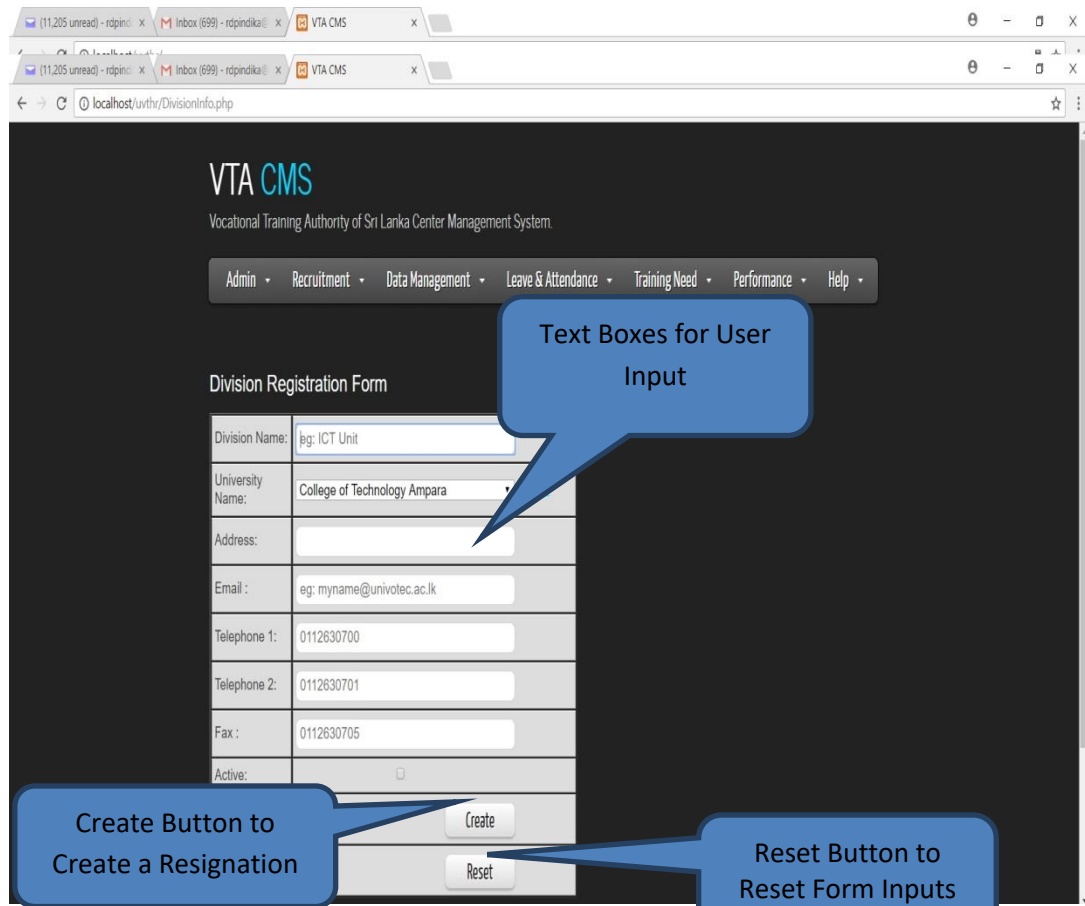 (11,205 unread) - rdpind
Inbox (699) - rdpindika@
VTA CMS
(11,205 unread) - rdpind
Inbox (699) - rdpindika@
VTA CMS
localhost/uvthr/DivisionInfo.php
VTA CMS
Vocational Training Authority of Sri Lanka Center Management System.
Admin
Recruitment
Data Management
Leave & Attendance
Training Need
Performance
Help
Text Boxes for User
Input
Division Registration Form
Division Name:
eg: ICT Unit
University
Name:
College of Technology Ampara
Address:
Email :
eg: myname@univotec.ac.lk
Telephone 1:
0112630700
Telephone 2:
0112630701
Fax :
0112630705
Active:
Create Button to
Create a Resignation
Create
Reset
Reset Button to
Reset Form Inputs